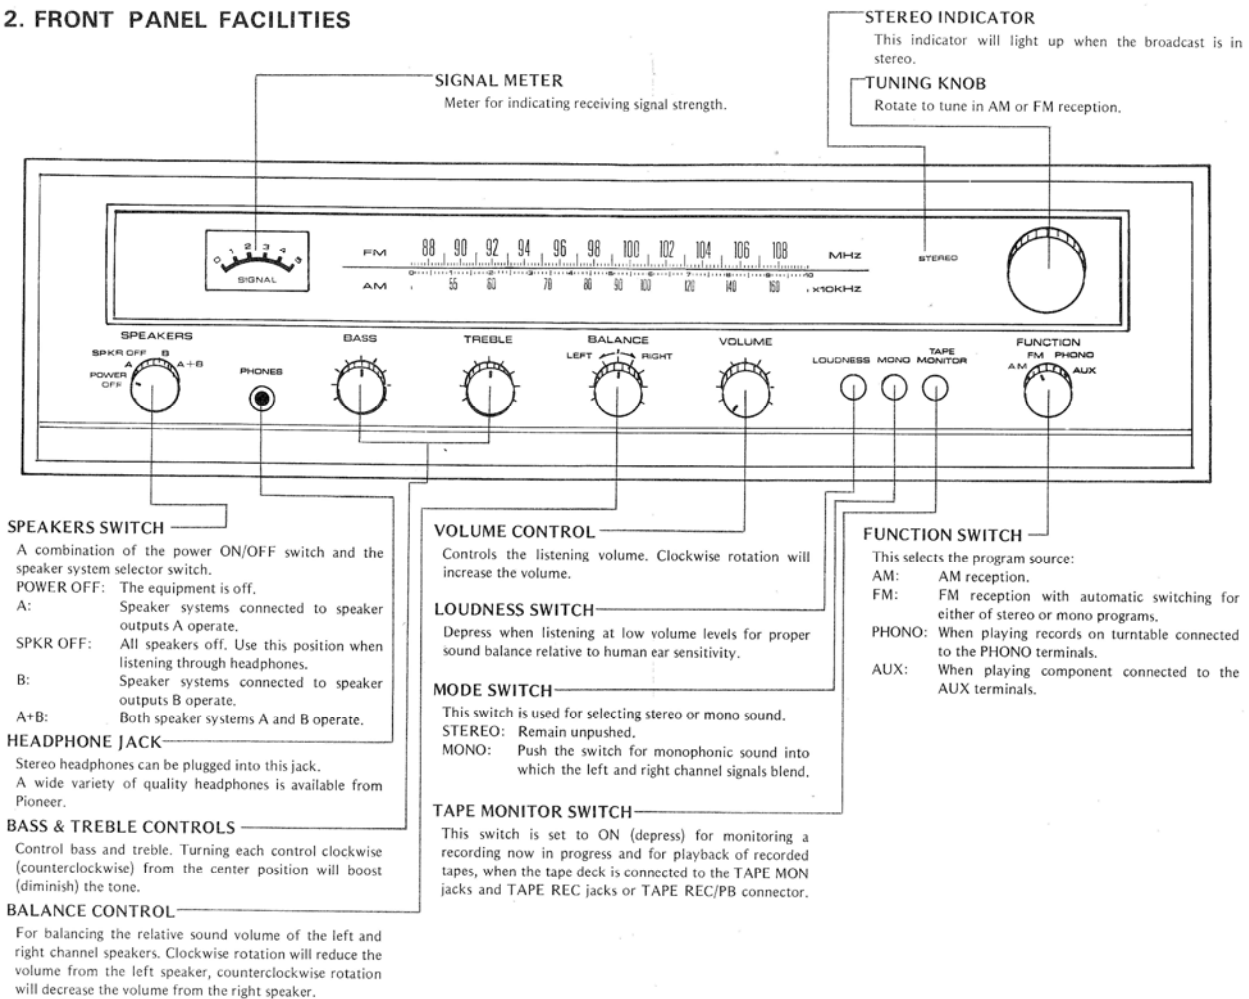 2. FRONT PANEL FACILITIES
STEREO INDICATOR
This indicator will light up when the broadcast is in
stereo.
TUNING KNOB
Rotate to tune in AM or FM reception.
SIGNAL METER
Meter for indicating receiving signal strength.
0 1 2 3 4 5
SIGNAL
FM 88 90 92 94 96 98 100 102 104 106 108 MHz
0 1 2 3 4 5 6 7 8 9 10
AM 55 60 70 80 90 100 120 140 160 x10KHz
STEREO
SPEAKERS
SPKR OFF B
A A+B
POWER
OFF
PHONES
BASS
TREBLE
BALANCE
LEFT RIGHT
VOLUME
LOUDNESS MONO TAPE
MONITOR
FUNCTION
FM PHONO
AM AUX
SPEAKERS SWITCH
A combination of the power ON/OFF switch and the
speaker system selector switch.
POWER OFF: The equipment is off.
A: Speaker systems connected to speaker
outputs A operate.
SPKR OFF: All speakers off. Use this position when
listening through headphones.
B: Speaker systems connected to speaker
outputs B operate.
A+B: Both speaker systems A and B operate.
HEADPHONE JACK
Stereo headphones can be plugged into this jack.
A wide variety of quality headphones is available from
Pioneer.
BASS & TREBLE CONTROLS
Control bass and treble. Turning each control clockwise
(counterclockwise) from the center position will boost
(diminish) the tone.
BALANCE CONTROL
For balancing the relative sound volume of the left and
right channel speakers. Clockwise rotation will reduce the
volume from the left speaker, counterclockwise rotation
will decrease the volume from the right speaker.
VOLUME CONTROL
Controls the listening volume. Clockwise rotation will
increase the volume.
LOUDNESS SWITCH
Depress when listening at low volume levels for proper
sound balance relative to human ear sensitivity.
MODE SWITCH
This switch is used for selecting stereo or mono sound.
STEREO: Remain unpushed.
MONO: Push the switch for monophonic sound into
which the left and right channel signals blend.
TAPE MONITOR SWITCH
This switch is set to ON (depress) for monitoring a
recording now in progress and for playback of recorded
tapes, when the tape deck is connected to the TAPE MON
jacks and TAPE REC jacks or TAPE REC/PB connector.
FUNCTION SWITCH
This selects the program source:
AM: AM reception.
FM: FM reception with automatic switching for
either of stereo or mono programs.
PHONO: When playing records on turntable connected
to the PHONO terminals.
AUX: When playing component connected to the
AUX terminals.